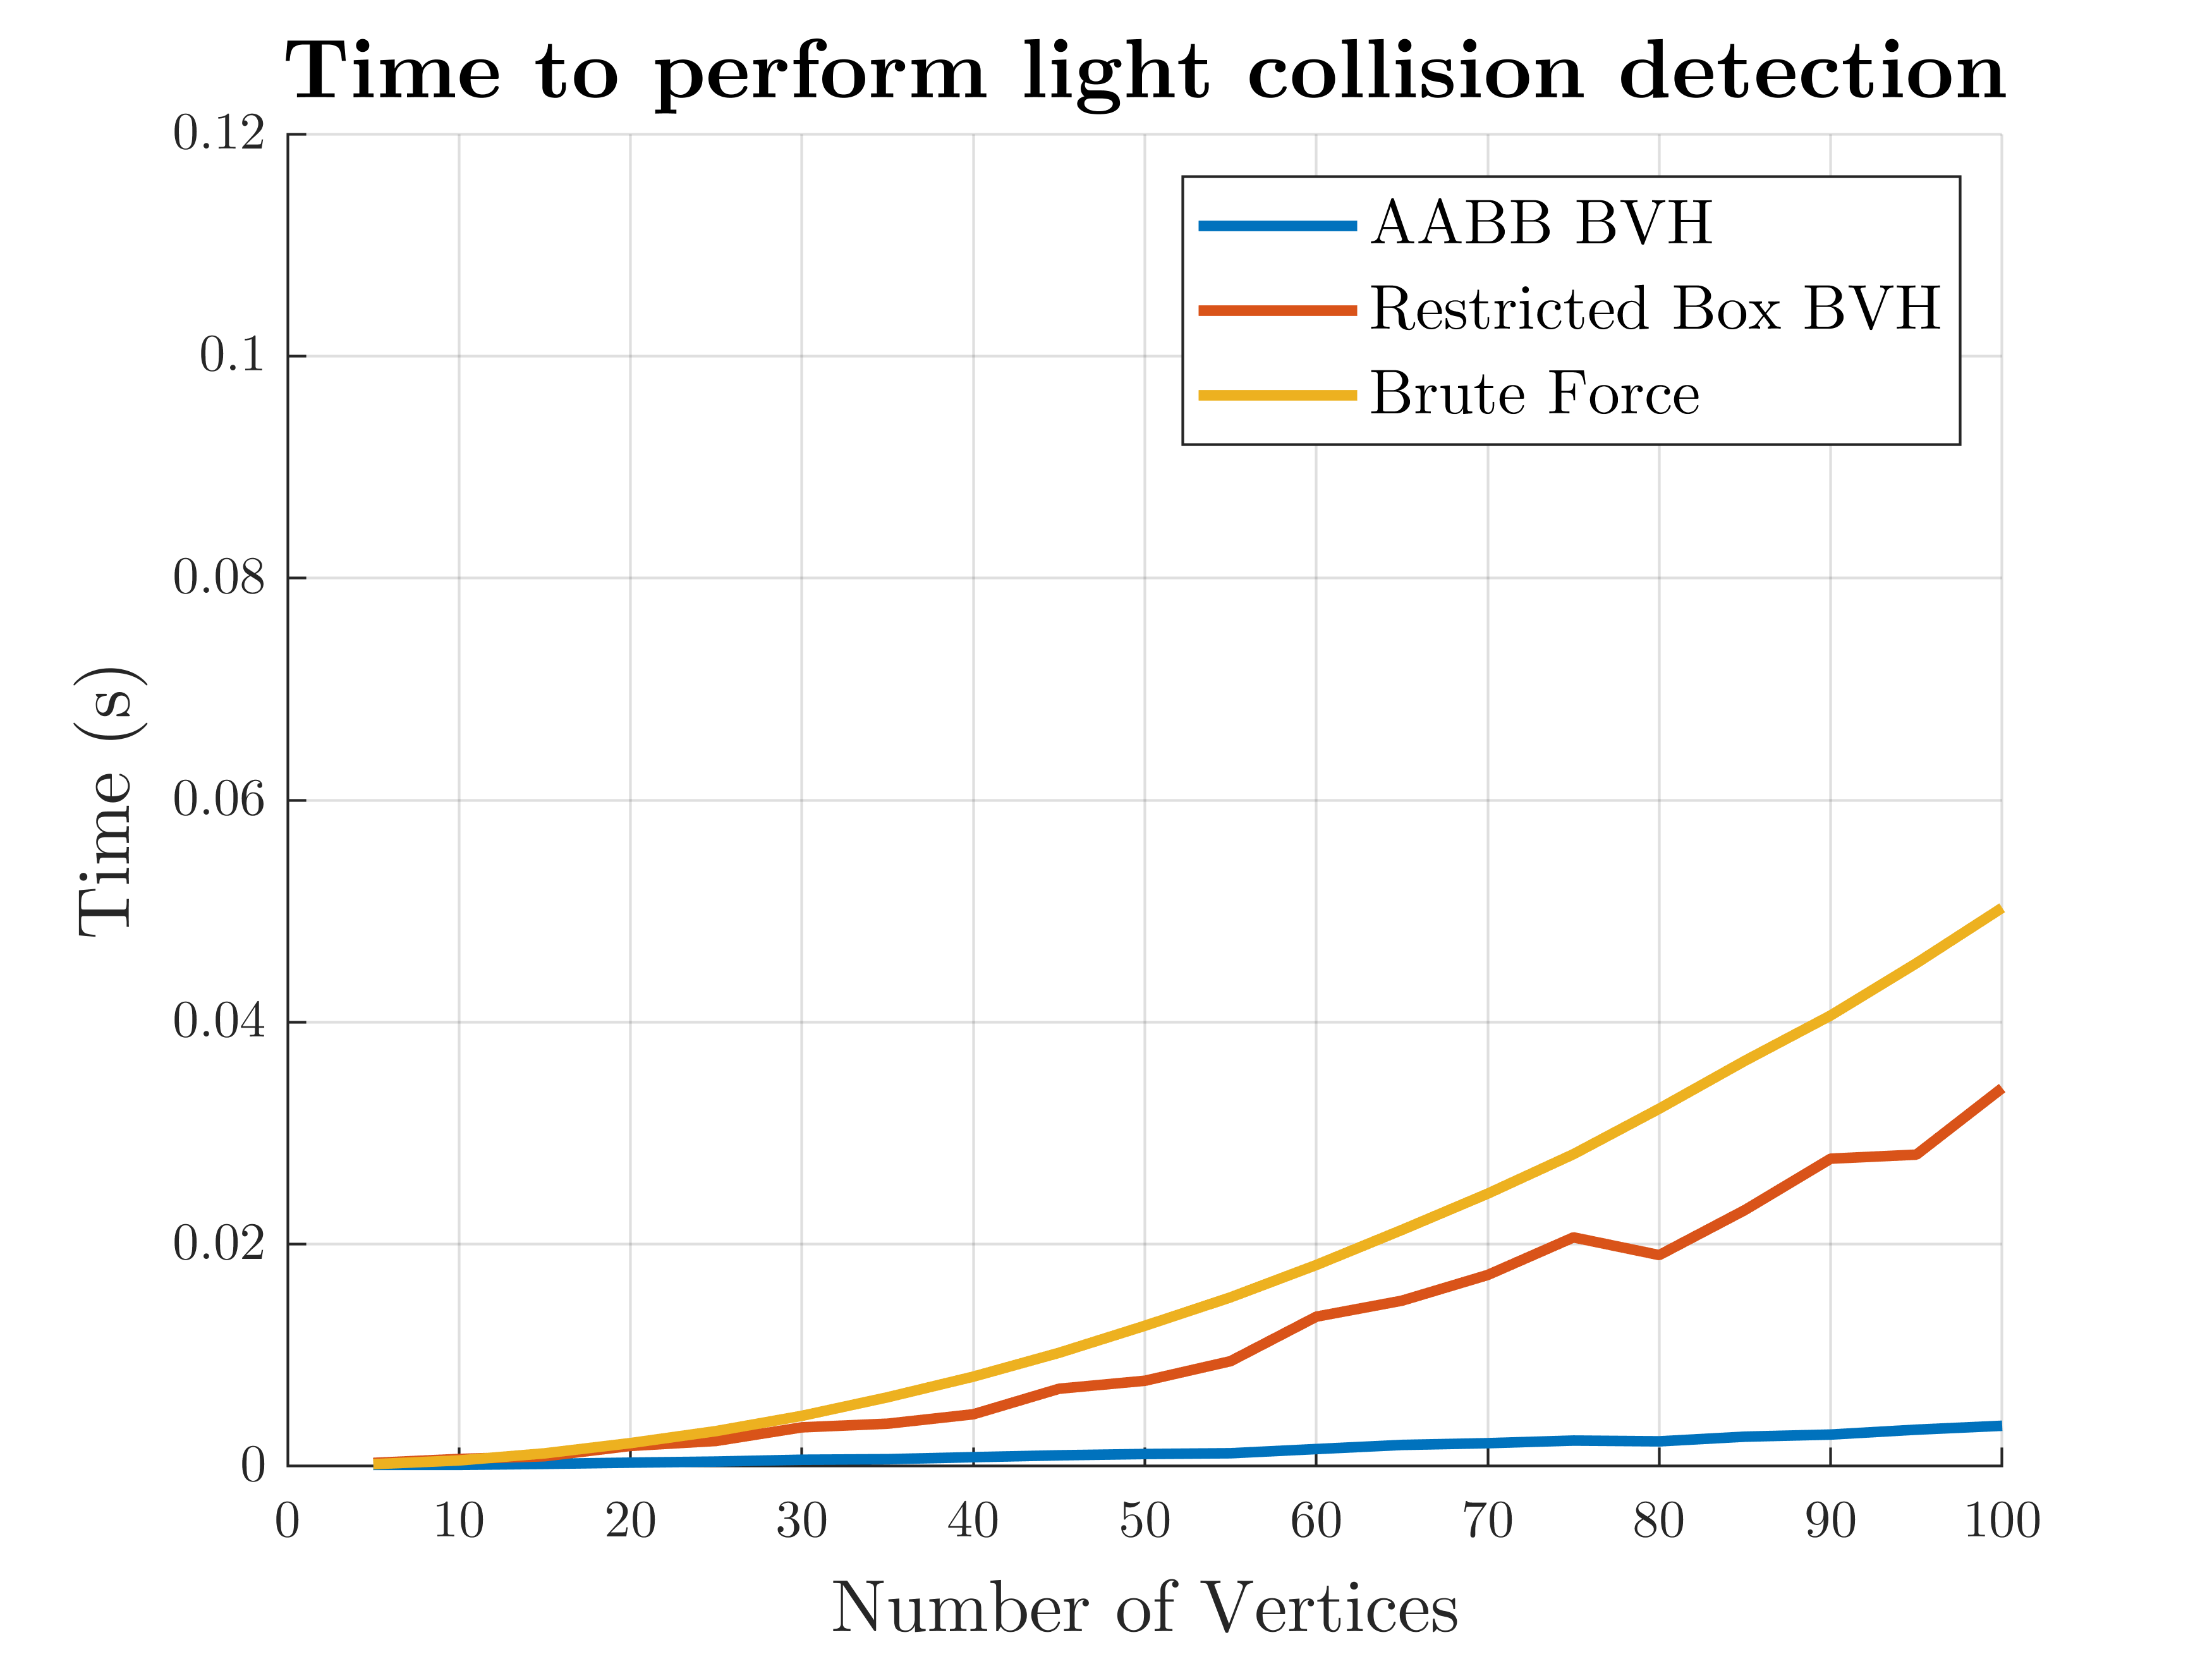 Time to perform light collision detection
0.12
0.1
0.08
0.06
0.04
0.02
0
Time (s)
AABB BVH
Restricted Box BVH
Brute Force
0 10 20 30 40 50 60 70 80 90 100
Number of Vertices